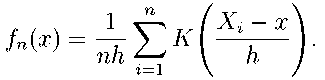 f_n(x) = \frac{1}{nh} \sum_{i=1}^{n} K\left( \frac{X_i - x}{h} \right).